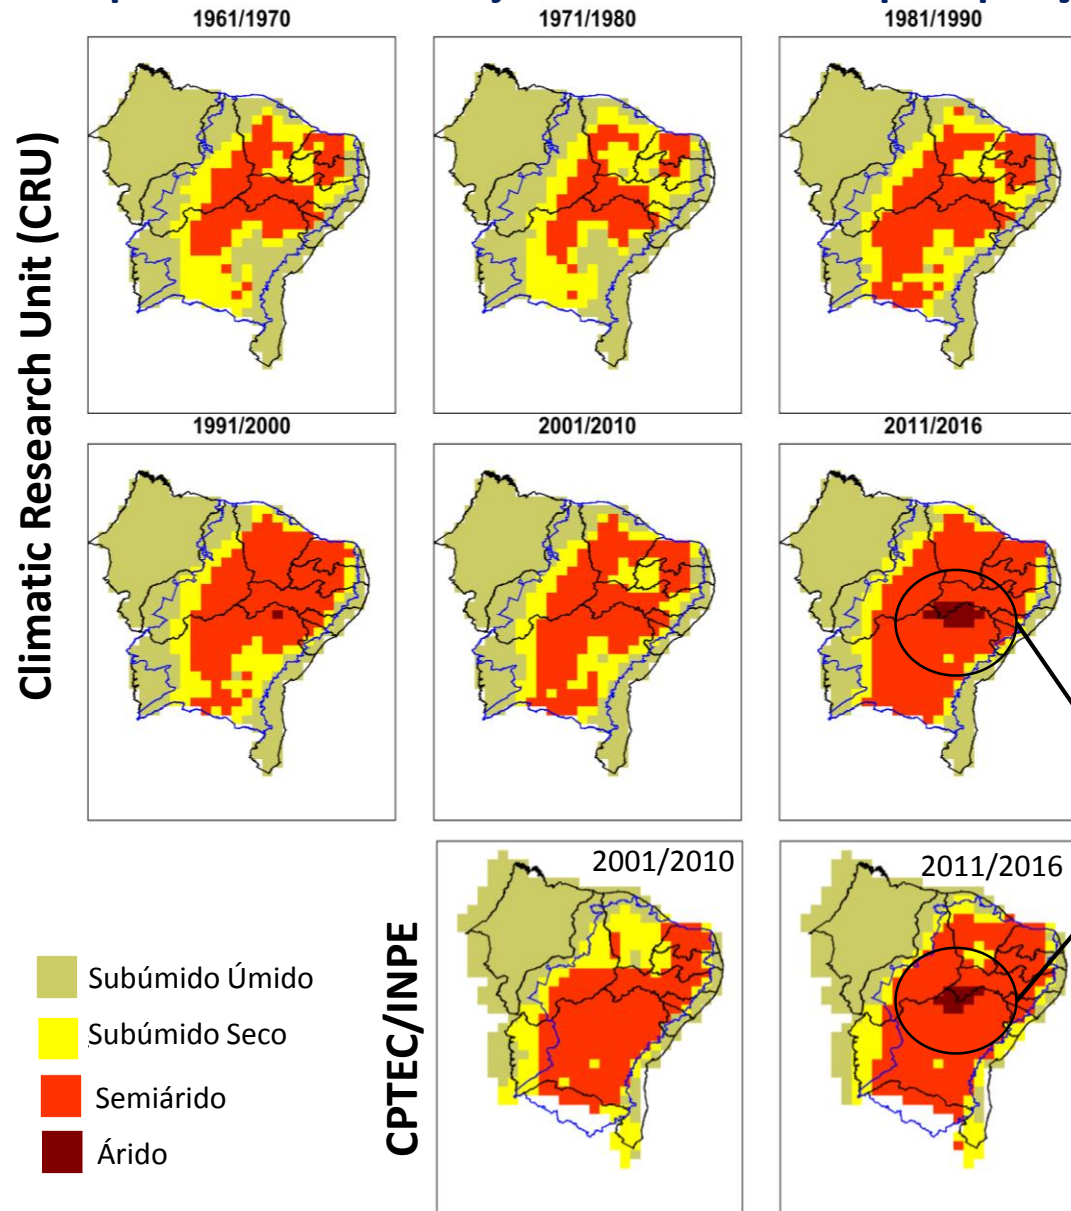 1961/1970
1971/1980
1981/1990
Climatic Research Unit (CRU)
1991/2000
2001/2010
2011/2016
2001/2010
2011/2016
CPTEC/INPE
Subúmido Úmido
Subúmido Seco
Semiárido
Árido